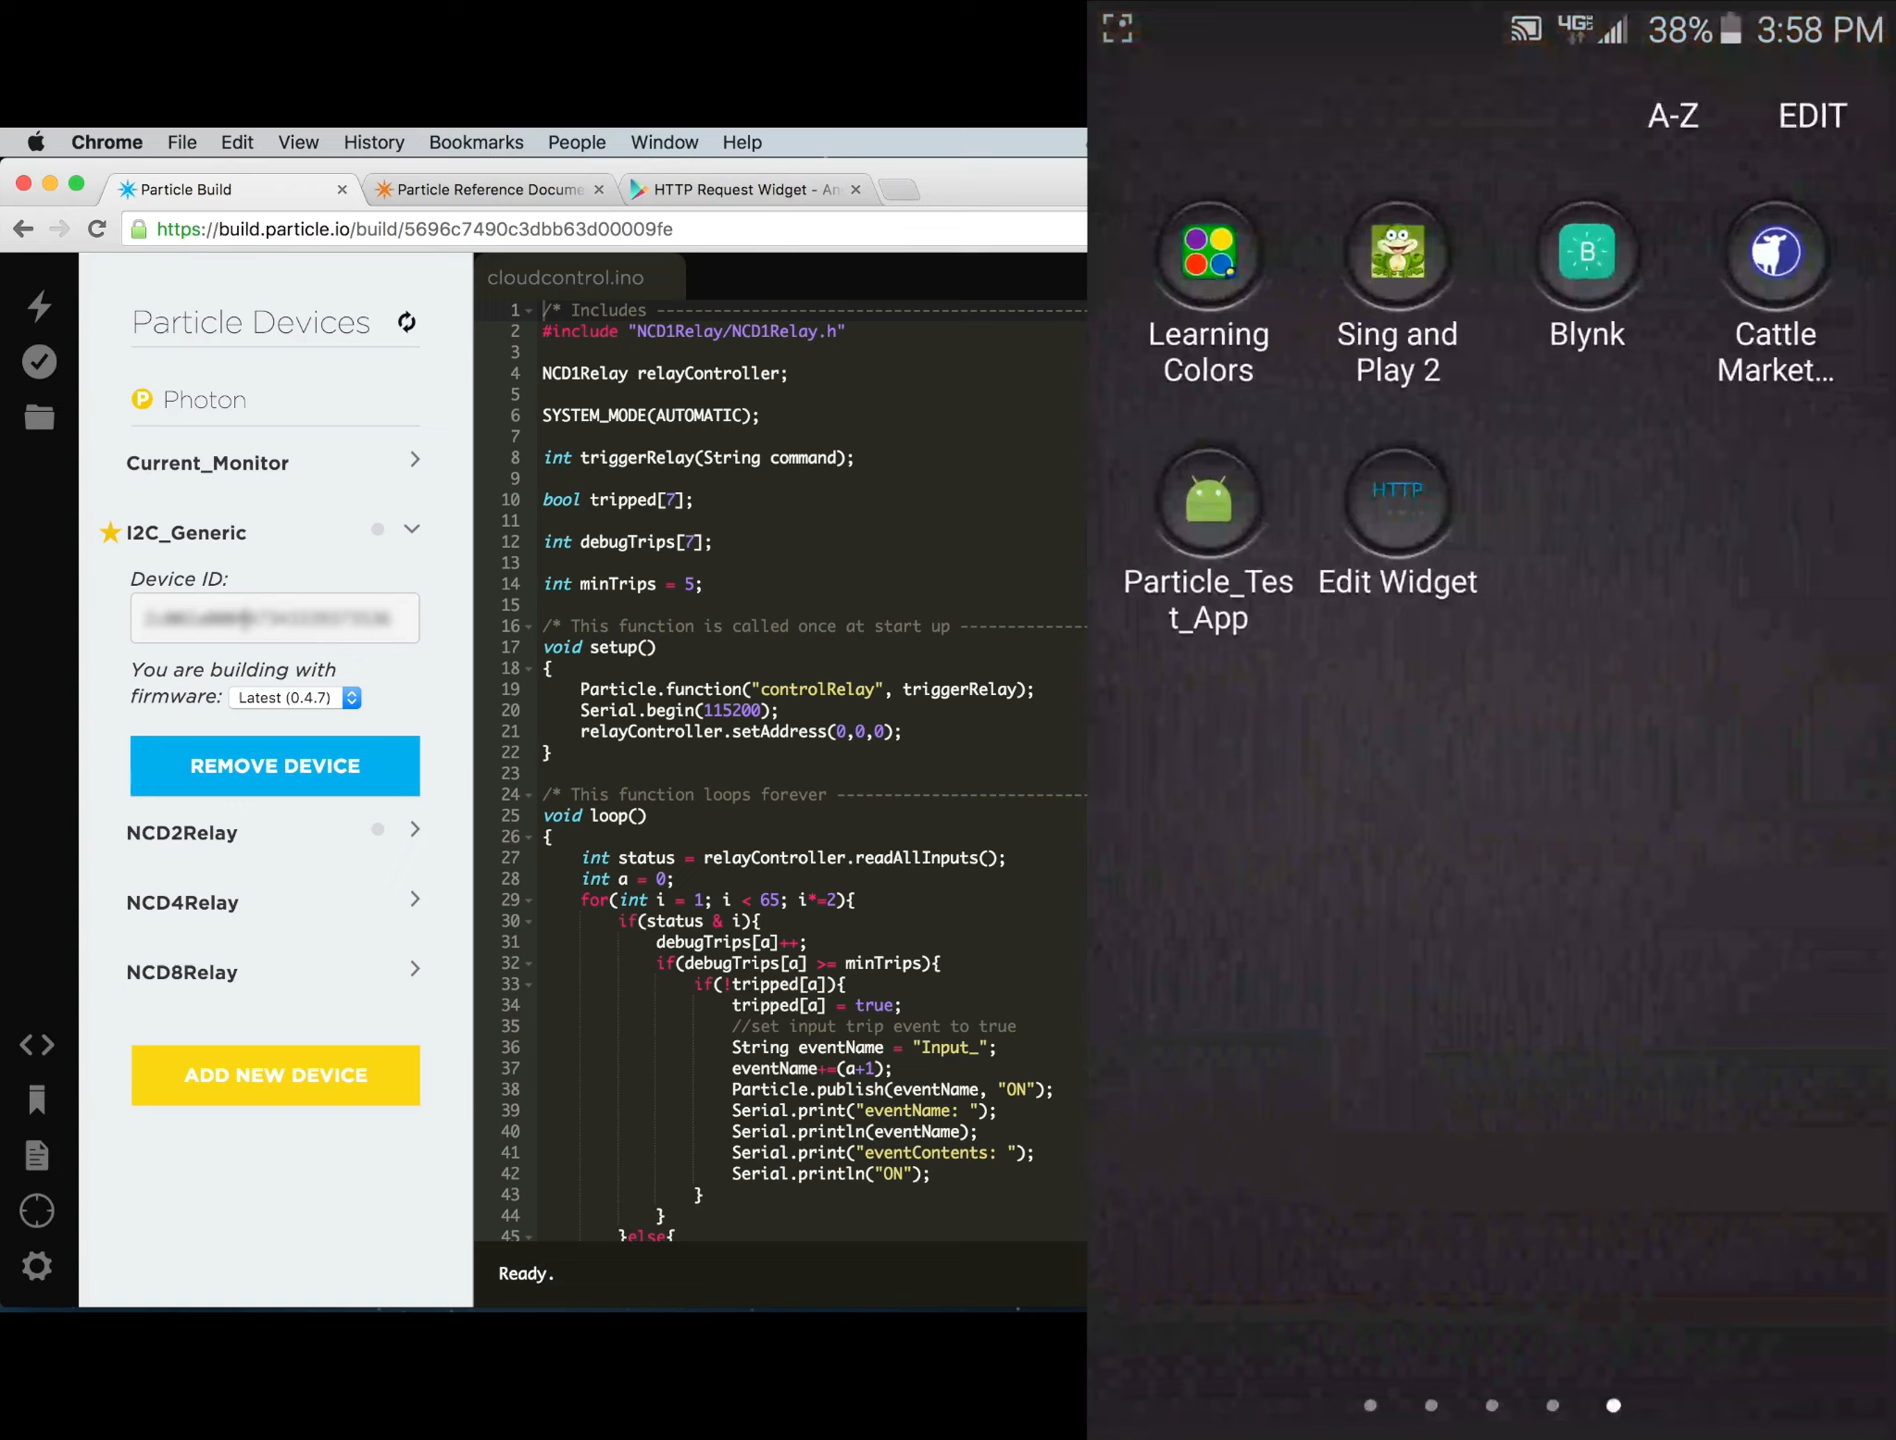 Chrome File Edit View History Bookmarks People Window Help
Particle Build
Particle Reference Docume
HTTP Request Widget - An
https://build.particle.io/build/5696c7490c3dbb63d00009fe
Particle Devices
P Photon
Current_Monitor
I2C_Generic
Device ID:
You are building with
firmware: Latest (0.4.7)
REMOVE DEVICE
NCD2Relay
NCD4Relay
NCD8Relay
ADD NEW DEVICE
cloudcontrol.ino
1 /* Includes ----------------------------------------------
2 #include "NCD1Relay/NCD1Relay.h"
3
4 NCD1Relay relayController;
5
6 SYSTEM_MODE(AUTOMATIC);
7
8 int triggerRelay(String command);
9
10 bool tripped[7];
11
12 int debugTrips[7];
13
14 int minTrips = 5;
15
16 /* This function is called once at start up --------------
17 void setup()
18 {
19 Particle.function("controlRelay", triggerRelay);
20 Serial.begin(115200);
21 relayController.setAddress(0,0,0);
22 }
23
24 /* This function loops forever ---------------------------
25 void loop()
26 {
27 int status = relayController.readAllInputs();
28 int a = 0;
29 for(int i = 1; i < 65; i*=2){
30 if(status & i){
31 debugTrips[a]++;
32 if(debugTrips[a] >= minTrips){
33 if(!tripped[a]){
34 tripped[a] = true;
35 //set input trip event to true
36 String eventName = "Input_";
37 eventName+=(a+1);
38 Particle.publish(eventName, "ON");
39 Serial.print("eventName: ");
40 Serial.println(eventName);
41 Serial.print("eventContents: ");
42 Serial.println("ON");
43 }
44 }
45 }else{
Ready.
4G LTE 38% 3:58 PM
A-Z EDIT
Learning
Colors
Sing and
Play 2
B
Blynk
Cattle
Market...
Particle_Tes
t_App
HTTP
Edit Widget